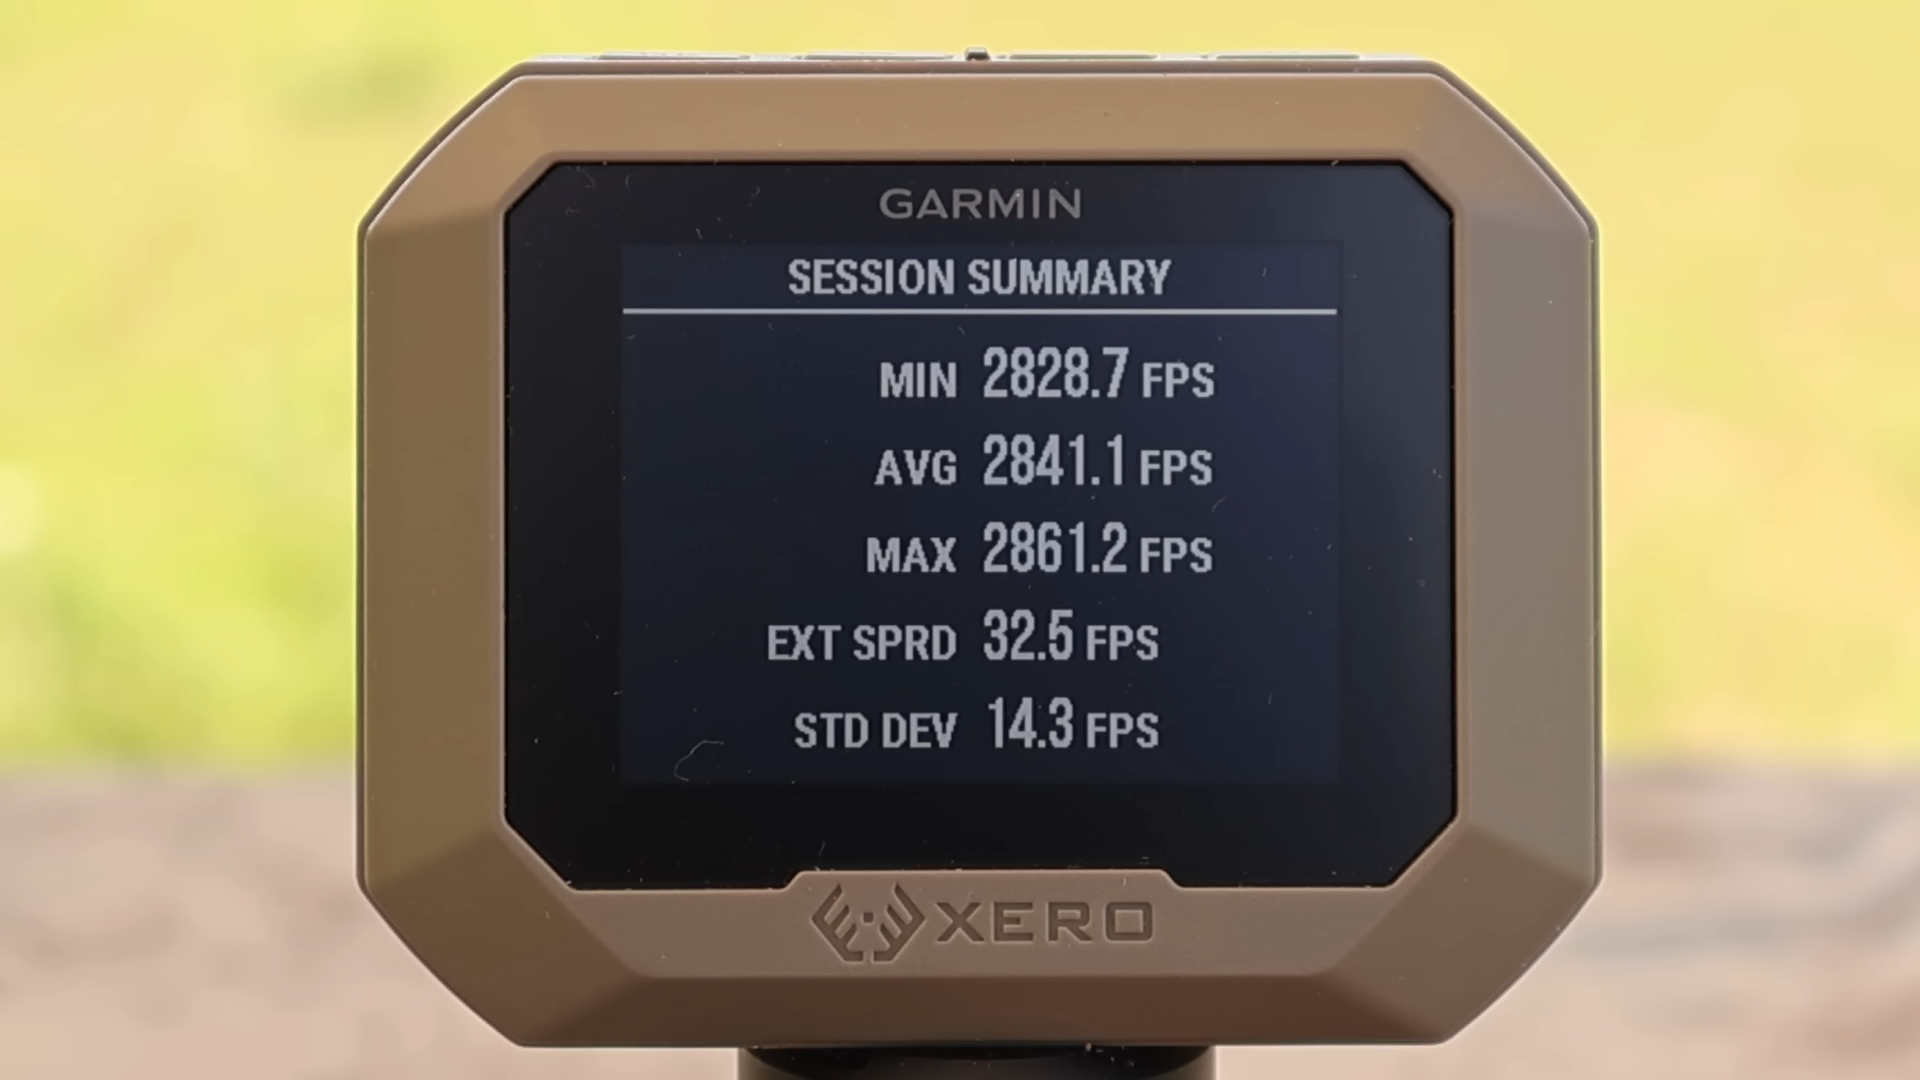 GARMIN
SESSION SUMMARY
MIN 2828.7 FPS
AVG 2841.1 FPS
MAX 2861.2 FPS
EXT SPRD 32.5 FPS
STD DEV 14.3 FPS
XERO